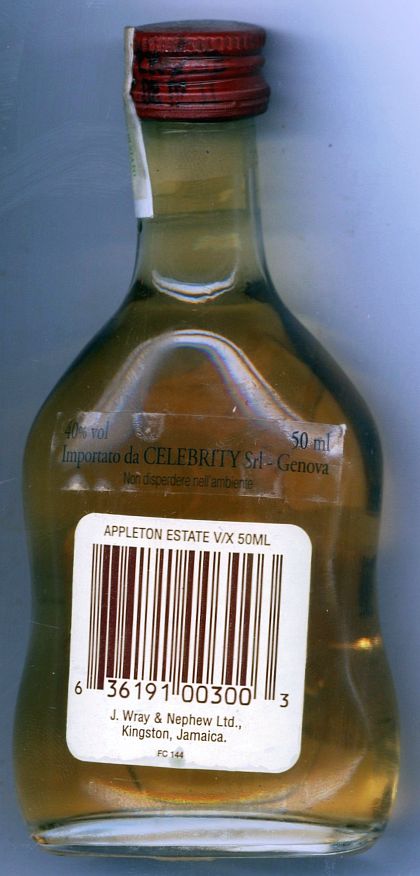 40% vol 50 ml
Importato da CELEBRITY Srl - Genova
Non disperdere nell'ambiente
APPLETON ESTATE V/X 50ML
6 36191 00300 3
J. Wray & Nephew Ltd.,
Kingston, Jamaica.
FC 144